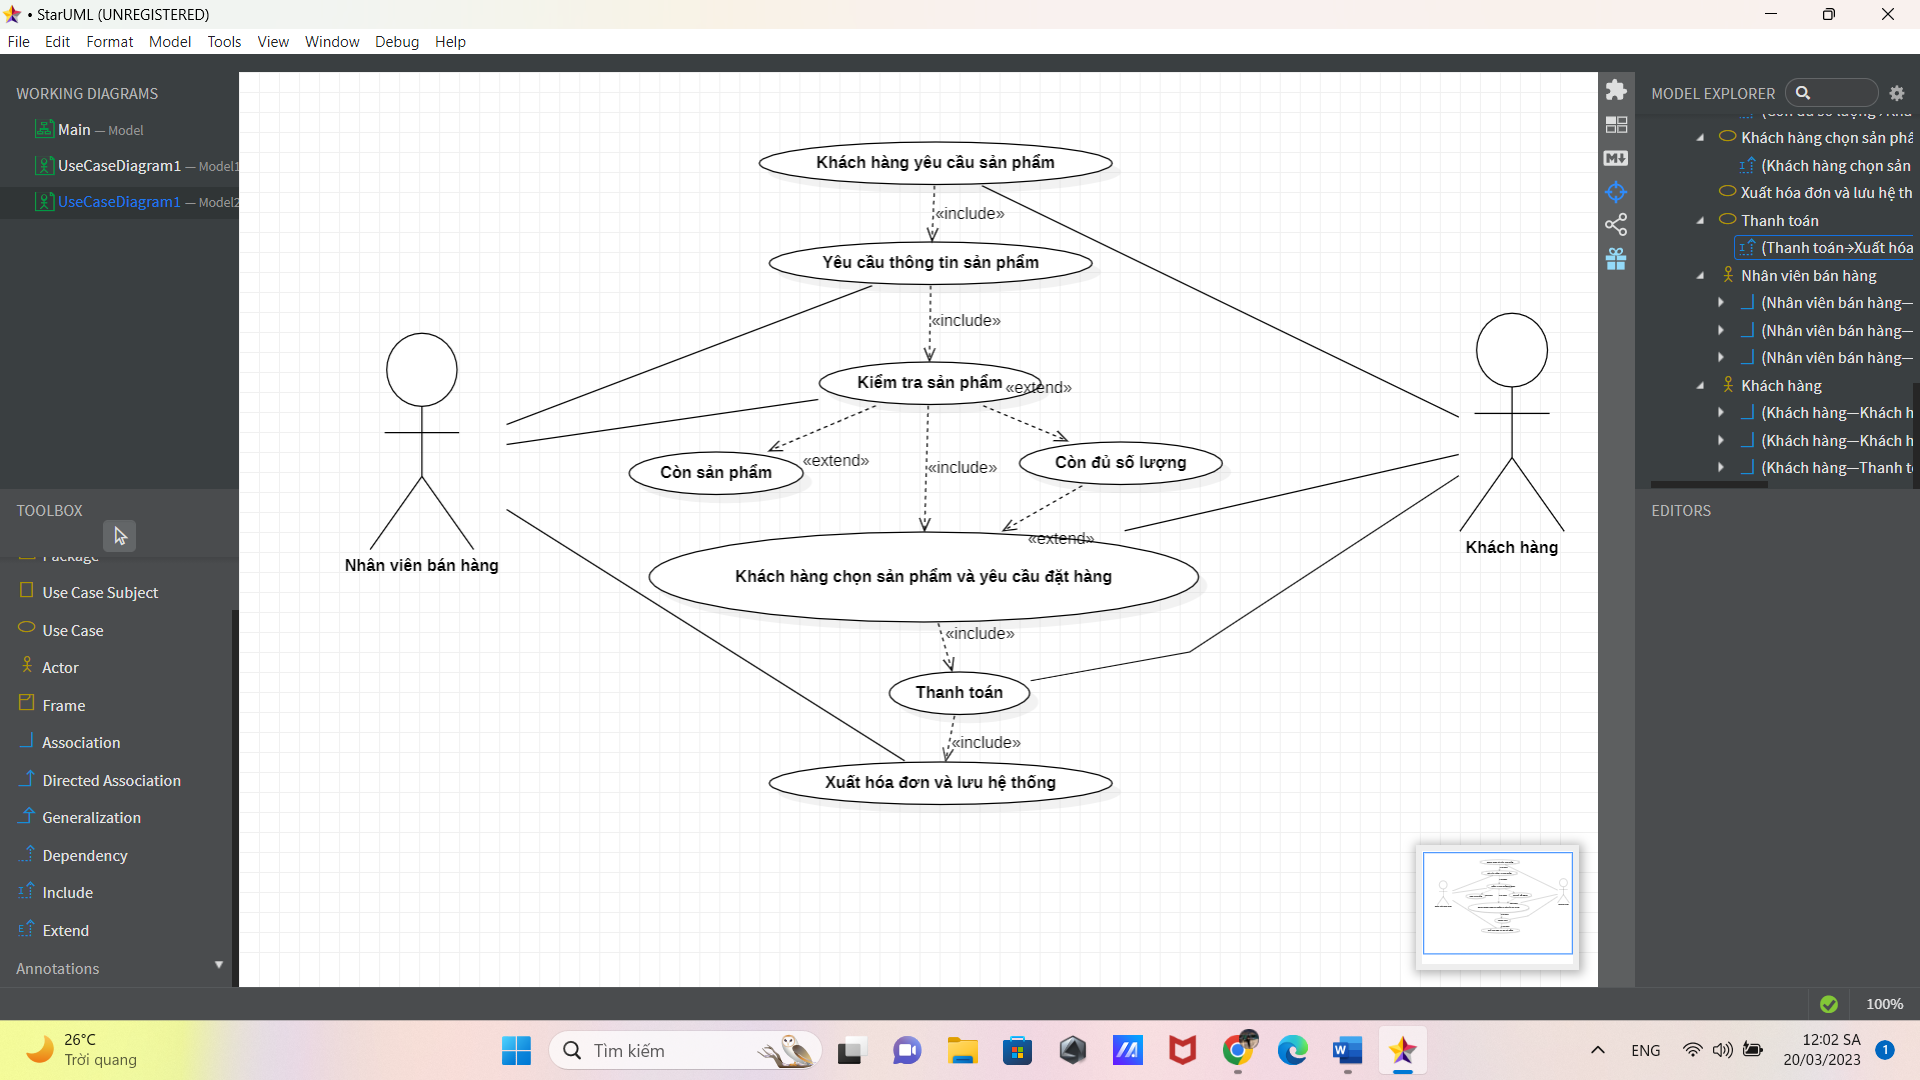 • StarUML (UNREGISTERED)
File Edit Format Model Tools View Window Debug Help
WORKING DIAGRAMS
Main — Model
UseCaseDiagram1 — Model1
UseCaseDiagram1 — Model2
TOOLBOX
Package
Use Case Subject
Use Case
Actor
Frame
Association
Directed Association
Generalization
Dependency
Include
Extend
Annotations
Khách hàng yêu cầu sản phẩm
«include»
Yêu cầu thông tin sản phẩm
«include»
Kiểm tra sản phẩm
«extend»
Còn sản phẩm
«extend»
«include»
Còn đủ số lượng
«extend»
Khách hàng chọn sản phẩm và yêu cầu đặt hàng
«include»
Thanh toán
«include»
Xuất hóa đơn và lưu hệ thống
Nhân viên bán hàng
Khách hàng
MODEL EXPLORER
(Còn đủ số lượng→Khá
Khách hàng chọn sản phẩ
(Khách hàng chọn sản
Xuất hóa đơn và lưu hệ th
Thanh toán
(Thanh toán→Xuất hóa
Nhân viên bán hàng
(Nhân viên bán hàng—
(Nhân viên bán hàng—
(Nhân viên bán hàng—
Khách hàng
(Khách hàng—Khách h
(Khách hàng—Khách h
(Khách hàng—Thanh t
EDITORS
100%
26°C
Trời quang
Tìm kiếm
ENG
12:02 SA
20/03/2023
1